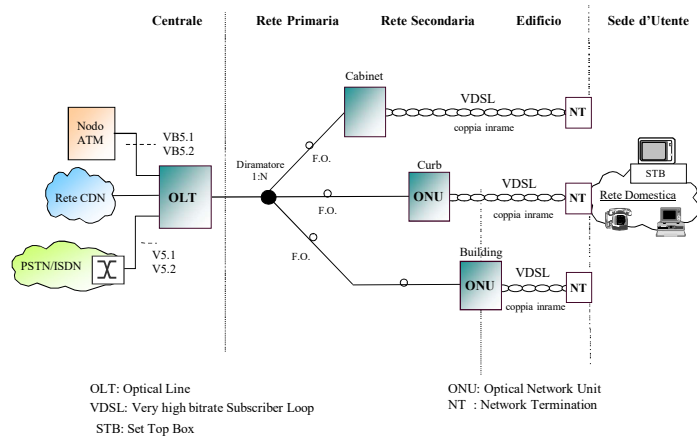 Centrale
Rete Primaria
Rete Secondaria
Edificio
Sede d'Utente
Cabinet
VDSL
coppia inrame
NT
Nodo
ATM
VB5.1
VB5.2
F.O.
Diramatore
1:N
Rete CDN
OLT
F.O.
Curb
ONU
VDSL
coppia inrame
NT
STB
Rete Domestica
V5.1
V5.2
PSTN/ISDN
F.O.
Building
ONU
VDSL
coppia inrame
NT
OLT: Optical Line
VDSL: Very high bitrate Subscriber Loop
STB: Set Top Box
ONU: Optical Network Unit
NT : Network Termination